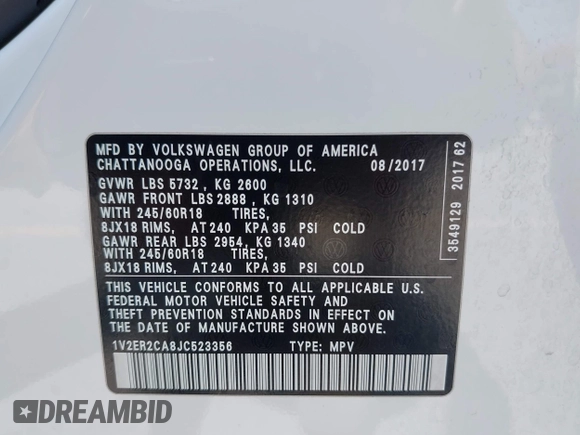 MFD BY VOLKSWAGEN GROUP OF AMERICA
CHATTANOOGA OPERATIONS, LLC. 08/2017
GVWR LBS 5732 , KG 2600
GAWR FRONT LBS 2888 , KG 1310
WITH 245/60R18 TIRES,
8JX18 RIMS, AT 240 KPA 35 PSI COLD
GAWR REAR LBS 2954, KG 1340
WITH 245/60R18 TIRES,
8JX18 RIMS, AT 240 KPA 35 PSI COLD
THIS VEHICLE CONFORMS TO ALL APPLICABLE U.S.
FEDERAL MOTOR VEHICLE SAFETY AND
THEFT PREVENTION STANDARDS IN EFFECT ON
THE DATE OF MANUFACTURE SHOWN ABOVE.
1V2ER2CA8JC523356 TYPE: MPV
3549129 2017 62
DREAMBID